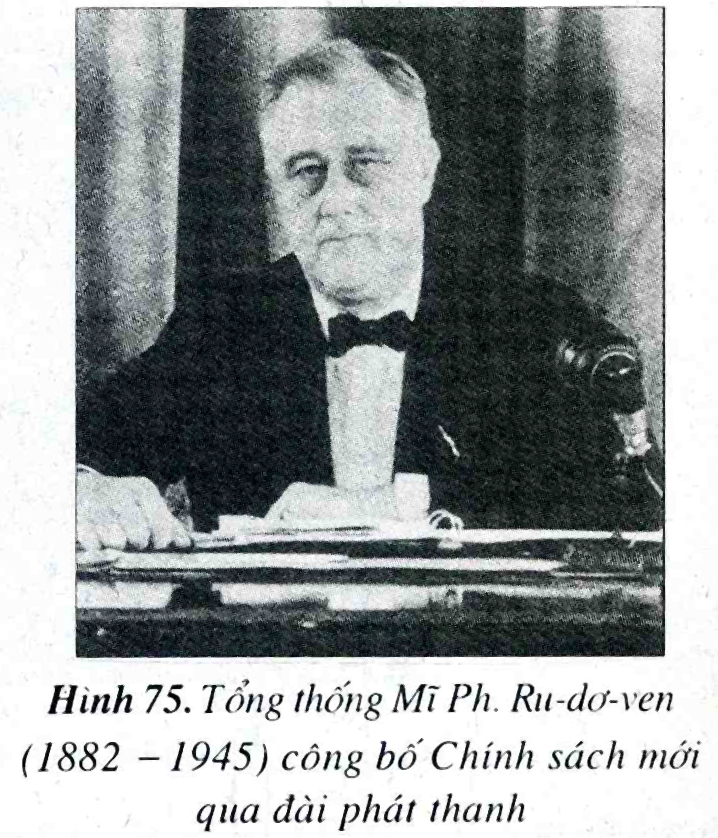 Hình 75. Tổng thống Mĩ Ph. Ru-dơ-ven
(1882 – 1945) công bố Chính sách mới
qua đài phát thanh